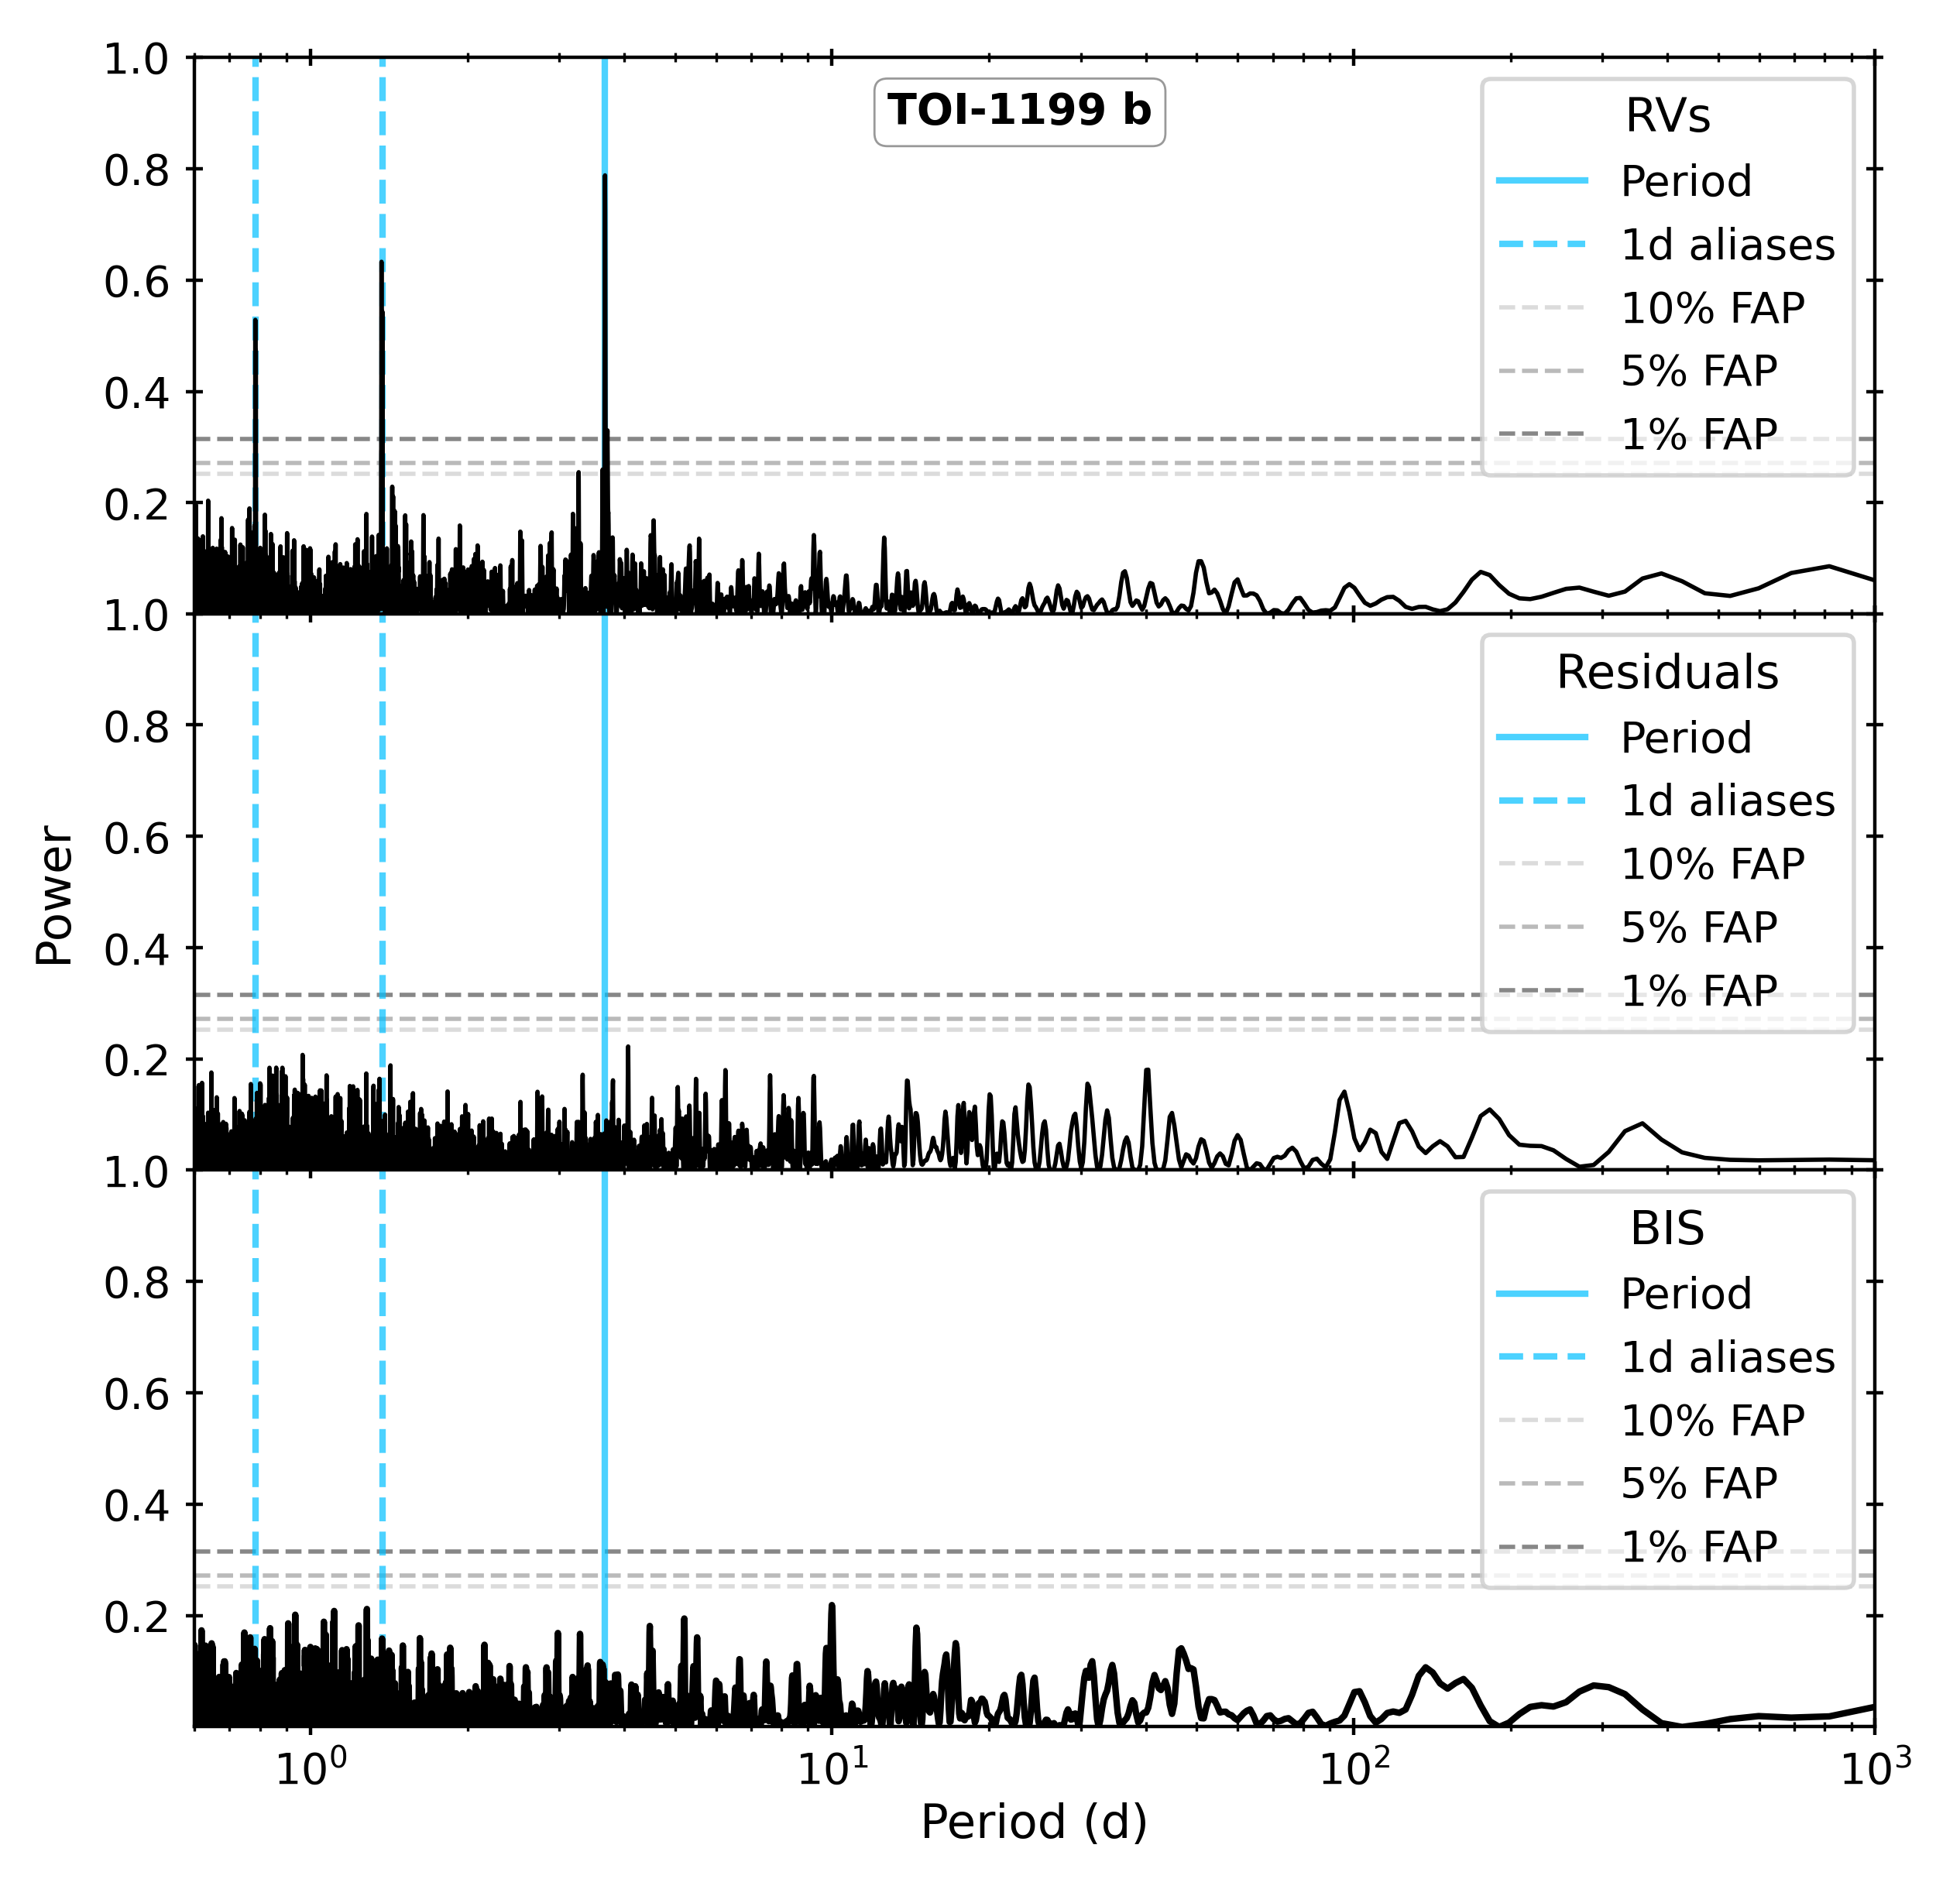 TOI-1199 b
1.0
0.8
0.6
0.4
0.2
RVs
Period
1d aliases
10% FAP
5% FAP
1% FAP
1.0
0.8
0.6
0.4
0.2
Residuals
Period
1d aliases
10% FAP
5% FAP
1% FAP
Power
1.0
0.8
0.6
0.4
0.2
BIS
Period
1d aliases
10% FAP
5% FAP
1% FAP
10⁰ 10¹ 10² 10³
Period (d)